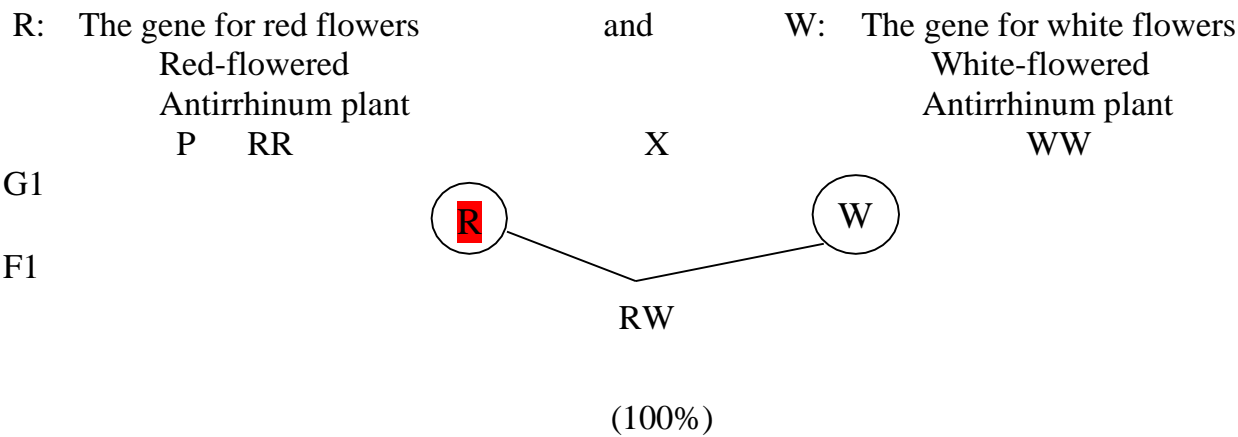 R: The gene for red flowers and W: The gene for white flowers
Red-flowered White-flowered
Antirrhinum plant Antirrhinum plant
P RR X WW
G1
R W
F1
RW
(100%)